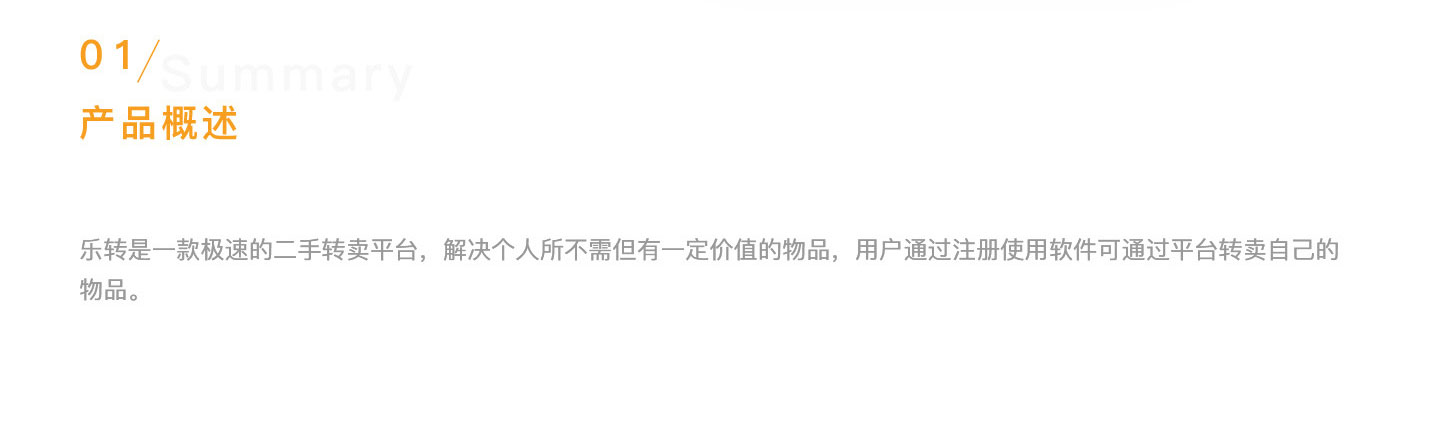 01/
Summary
产品概述
乐转是一款极速的二手转卖平台，解决个人所不需但有一定价值的物品，用户通过注册使用软件可通过平台转卖自己的
物品。